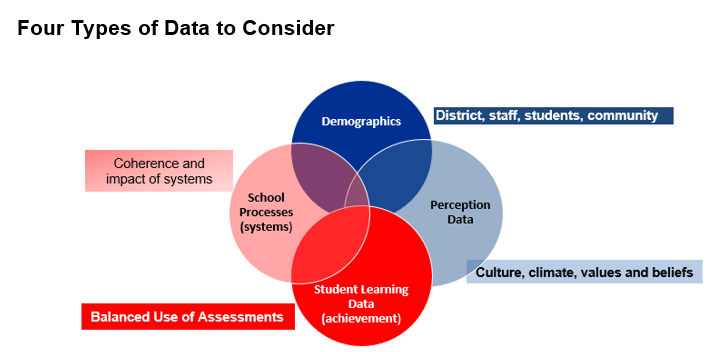 Four Types of Data to Consider
Demographics
District, staff, students, community
Coherence and
impact of systems
School
Processes
(systems)
Perception
Data
Culture, climate, values and beliefs
Student Learning
Data
(achievement)
Balanced Use of Assessments